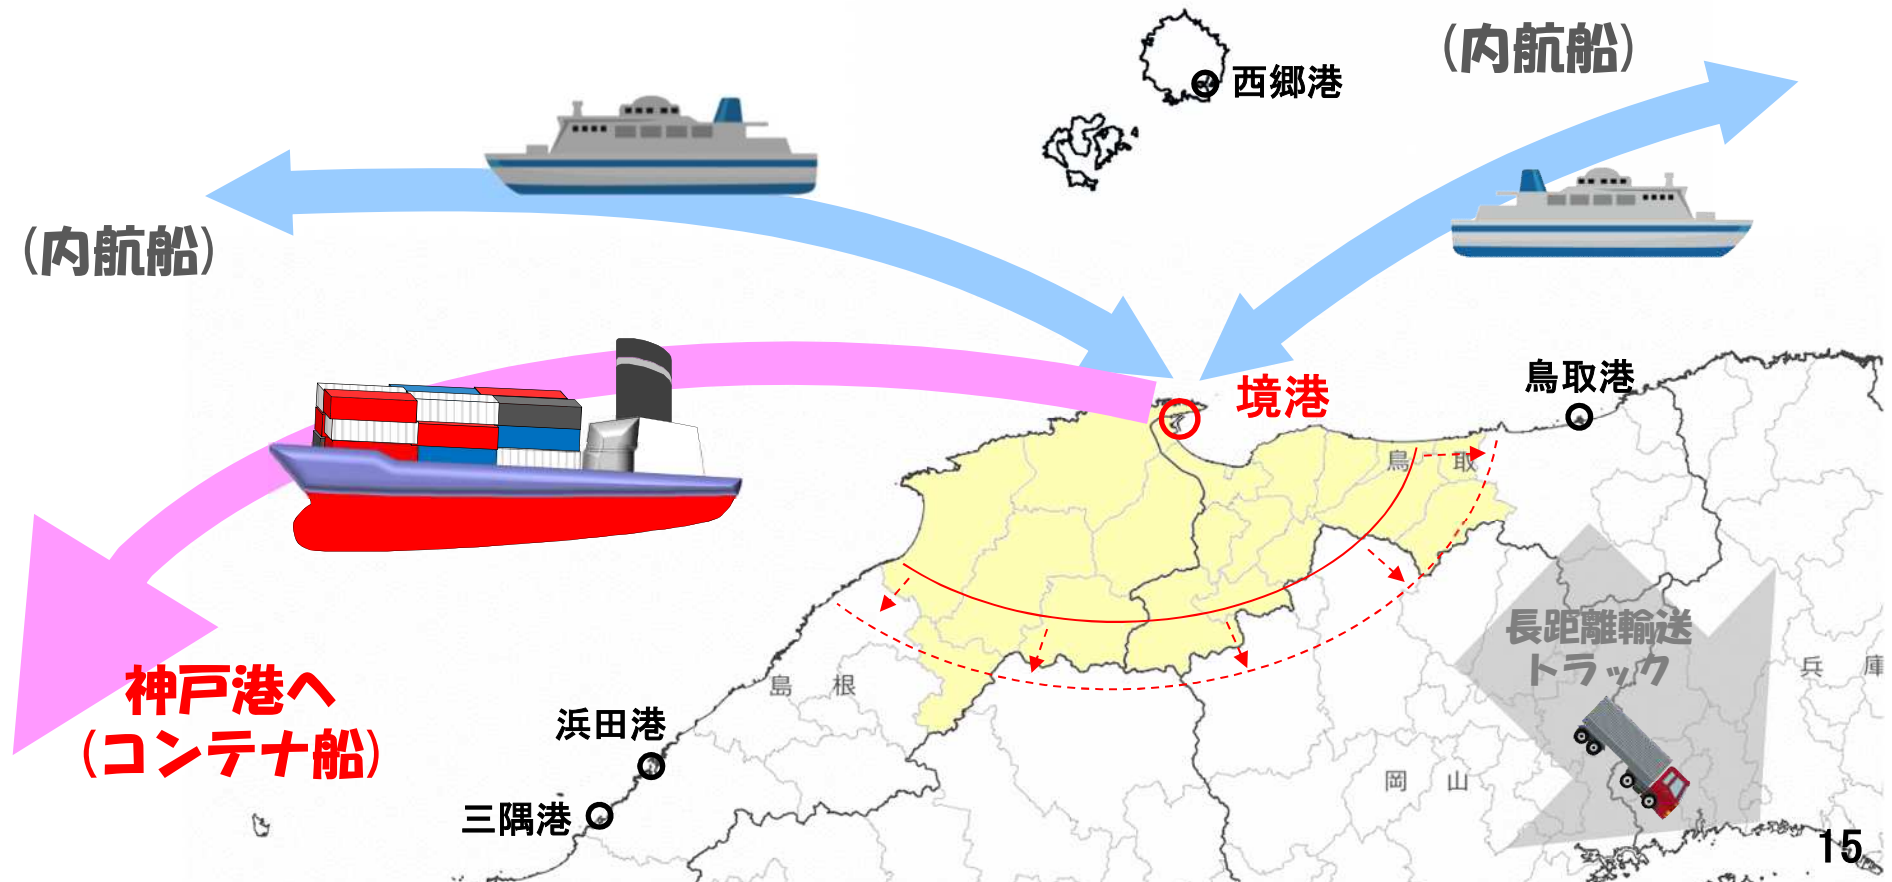 (内航船)
西郷港
(内航船)
鳥取港
境港
鳥取
長距離輸送
トラック
兵庫
神戸港へ
(コンテナ船)
島根
浜田港
岡山
三隅港
15